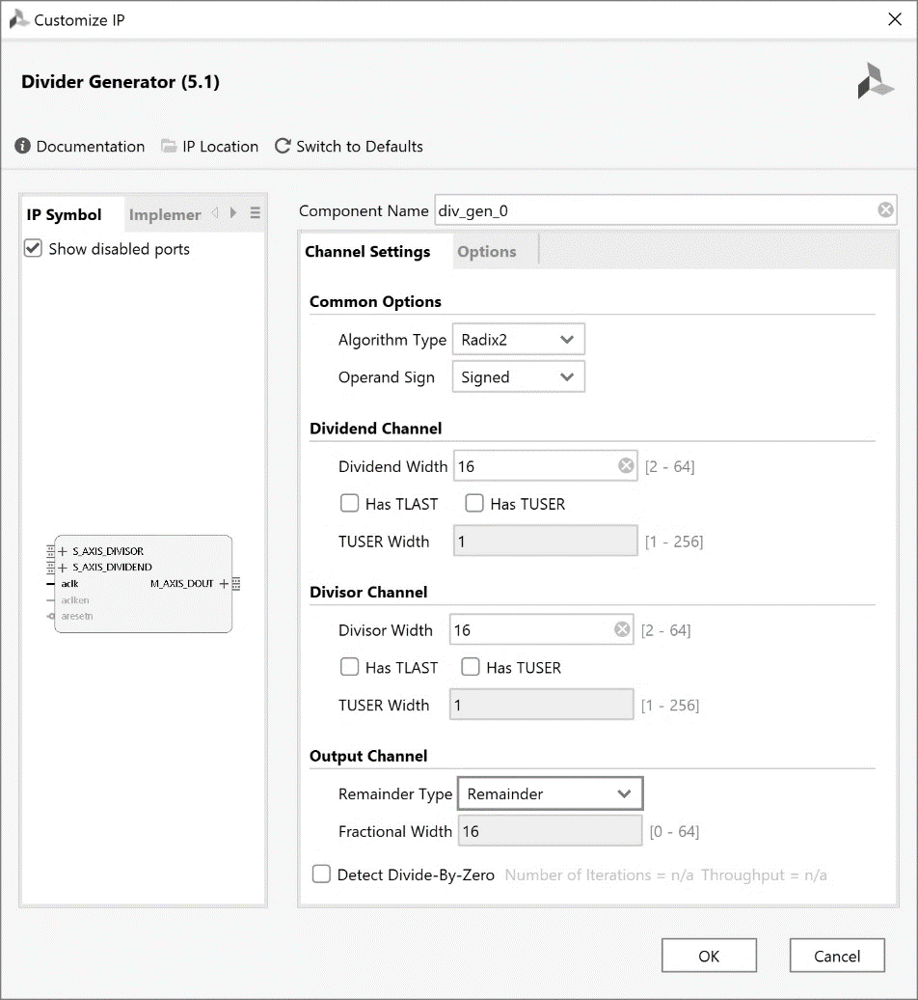 Customize IP
Divider Generator (5.1)
Documentation IP Location Switch to Defaults
IP Symbol Implemer
Show disabled ports
S_AXIS_DIVISOR
S_AXIS_DIVIDEND
aclk M_AXIS_DOUT
aclken
aresetn
Component Name div_gen_0
Channel Settings Options
Common Options
Algorithm Type Radix2
Operand Sign Signed
Dividend Channel
Dividend Width 16 [2 - 64]
Has TLAST Has TUSER
TUSER Width 1 [1 - 256]
Divisor Channel
Divisor Width 16 [2 - 64]
Has TLAST Has TUSER
TUSER Width 1 [1 - 256]
Output Channel
Remainder Type Remainder
Fractional Width 16 [0 - 64]
Detect Divide-By-Zero Number of Iterations = n/a Throughput = n/a
OK Cancel